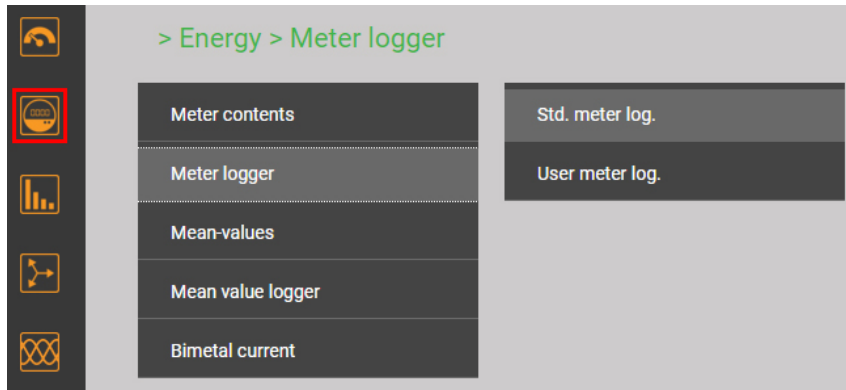 > Energy > Meter logger
Meter contents
Meter logger
Mean-values
Mean value logger
Bimetal current
Std. meter log.
User meter log.